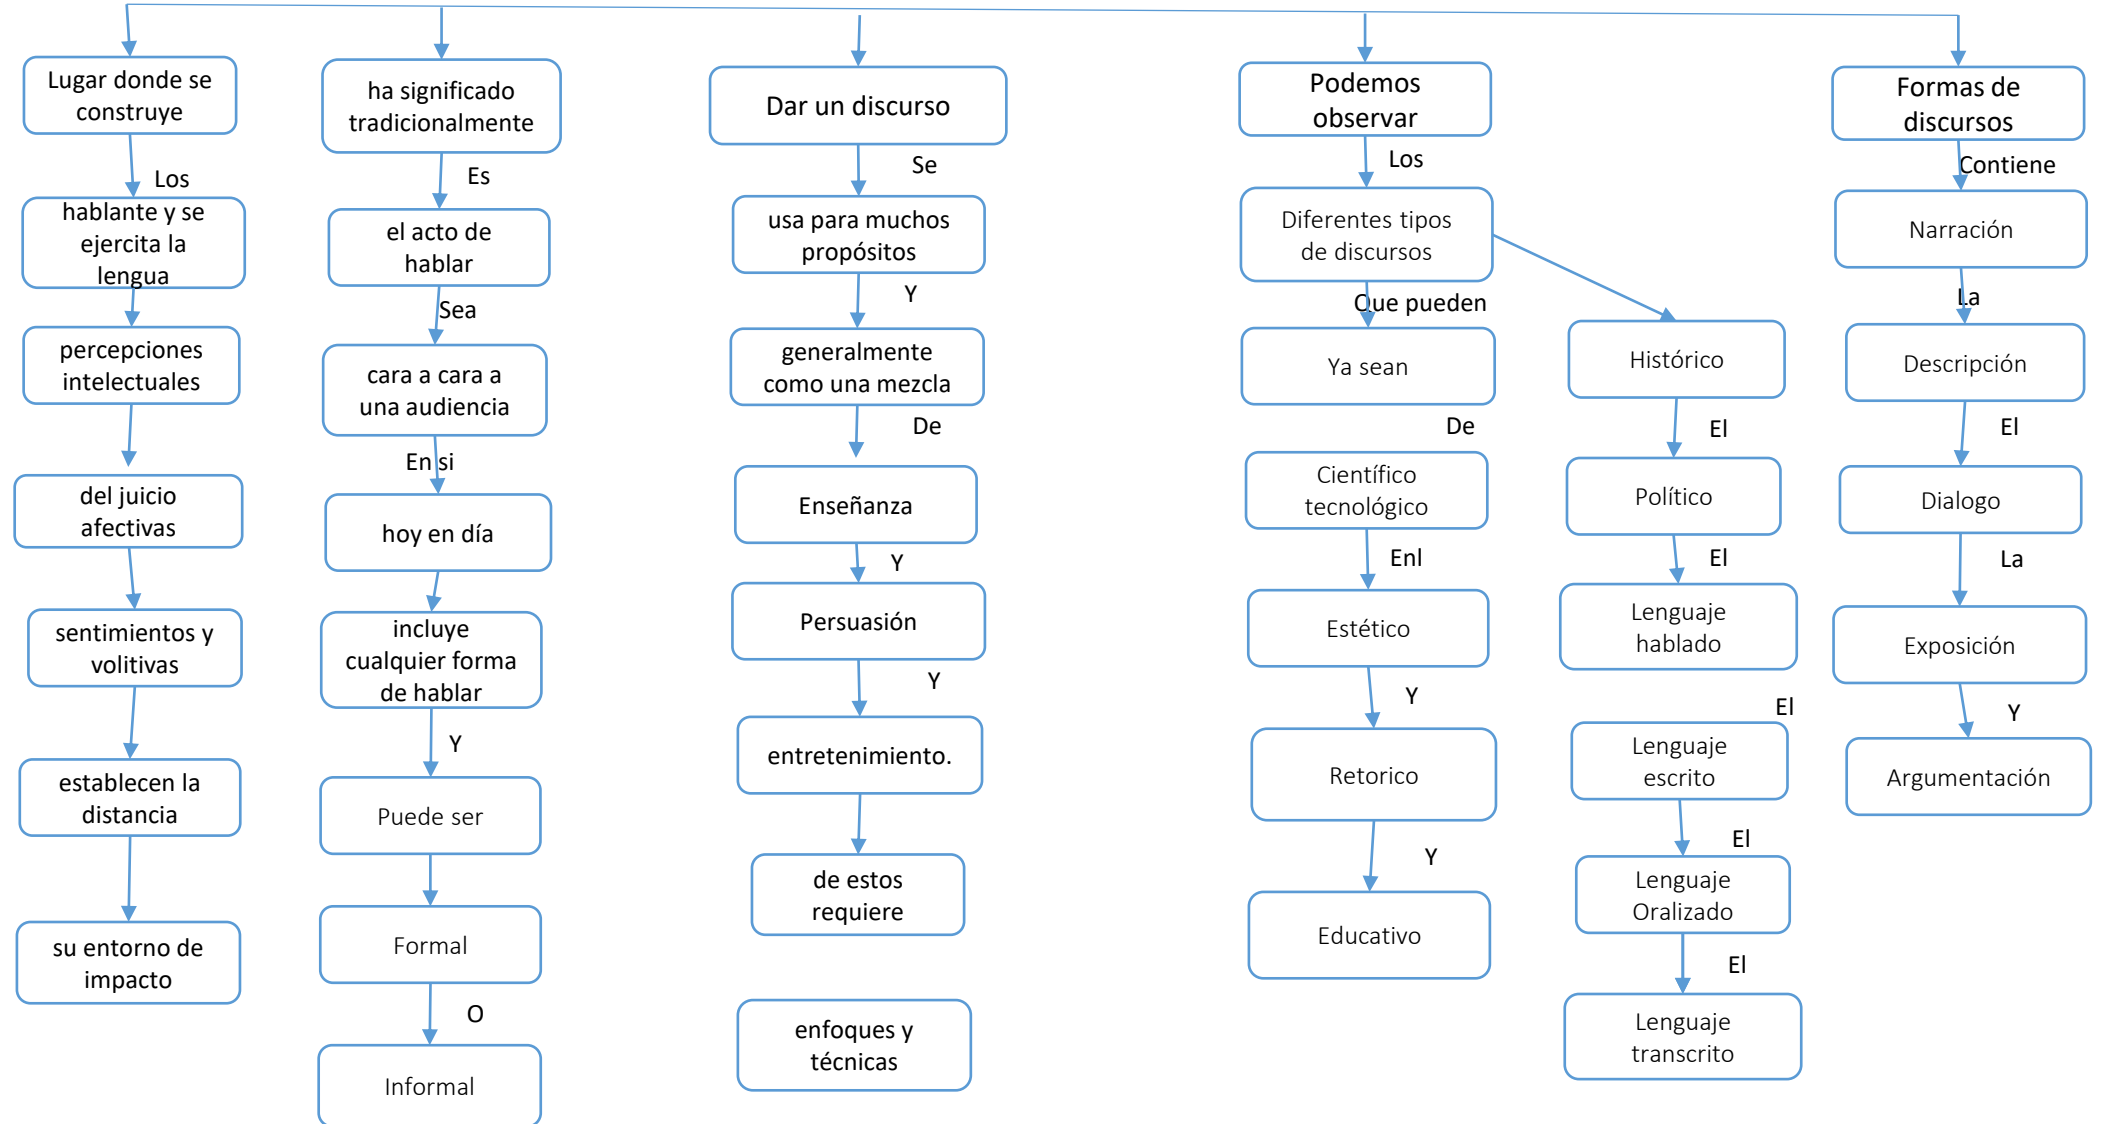 Lugar donde se
construye
Los
hablante y se
ejercita la
lengua
percepciones
intelectuales
del juicio
afectivas
sentimientos y
volitivas
establecen la
distancia
su entorno de
impacto
ha significado
tradicionalmente
Es
el acto de
hablar
Sea
cara a cara a
una audiencia
En si
hoy en día
incluye
cualquier forma
de hablar
Y
Puede ser
Formal
O
Informal
Dar un discurso
Se
usa para muchos
propósitos
Y
generalmente
como una mezcla
De
Enseñanza
Y
Persuasión
Y
entretenimiento.
de estos
requiere
enfoques y
técnicas
Podemos
observar
Los
Diferentes tipos
de discursos
Que pueden
Ya sean
De
Científico
tecnológico
Enl
Estético
Y
Retorico
Y
Educativo
Histórico
El
Político
El
Lenguaje
hablado
El
Lenguaje
escrito
El
Lenguaje
Oralizado
El
Lenguaje
transcrito
Formas de
discursos
Contiene
Narración
La
Descripción
El
Dialogo
La
Exposición
Y
Argumentación